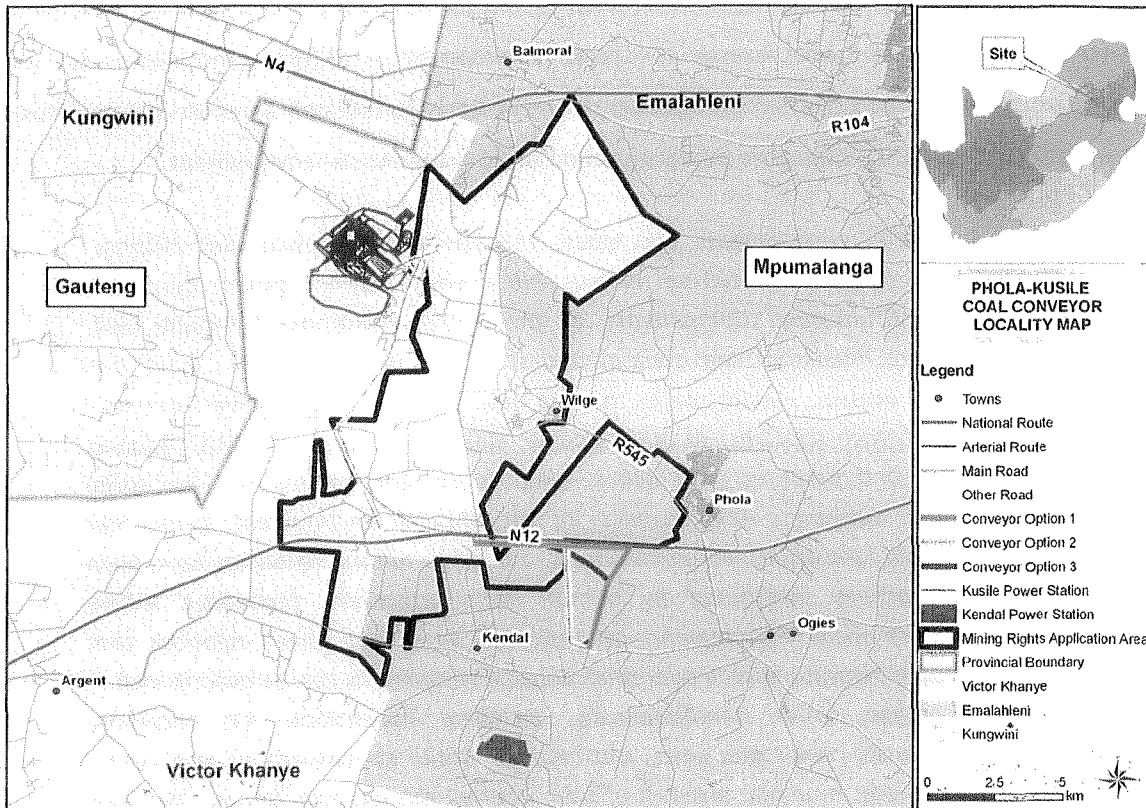 Balmoral
N4
Kungwini
Emalahleni
R104
Gauteng
Mpumalanga
Wilge
R545
Phola
N12
Kendal
Ogies
Argent
Victor Khanye
Site
PHOLA-KUSILE
COAL CONVEYOR
LOCALITY MAP
Legend
Towns
National Route
Arterial Route
Main Road
Other Road
Conveyor Option 1
Conveyor Option 2
Conveyor Option 3
Kusile Power Station
Kendal Power Station
Mining Rights Application Area
Provincial Boundary
Victor Khanye
Emalahleni
Kungwini
0 2.5 5
km